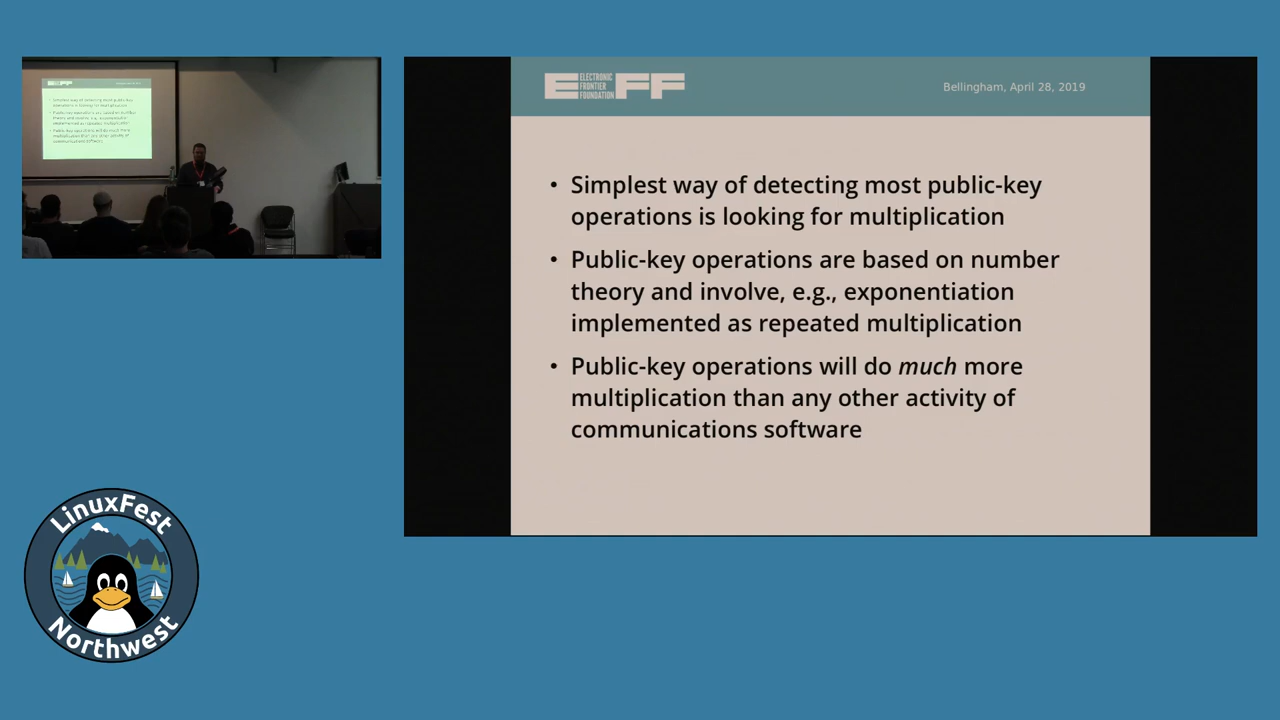 ELECTRONIC
FRONTIER
FOUNDATION
EFF
Bellingham, April 28, 2019
• Simplest way of detecting most public-key
operations is looking for multiplication
• Public-key operations are based on number
theory and involve, e.g., exponentiation
implemented as repeated multiplication
• Public-key operations will do much more
multiplication than any other activity of
communications software
LinuxFest
Northwest